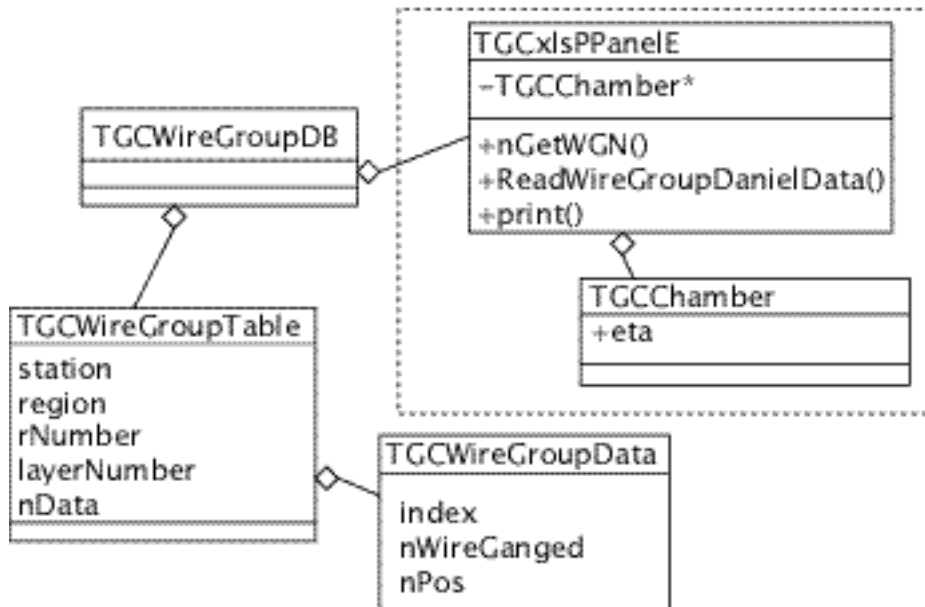 TGCxlsPPanelE
-TGCChamber*
+nGetWGN()
+ReadWireGroupDanielData()
+print()
TGCWireGroupDB
TGCChamber
+eta
TGCWireGroupTable
station
region
rNumber
layerNumber
nData
TGCWireGroupData
index
nWireGanged
nPos